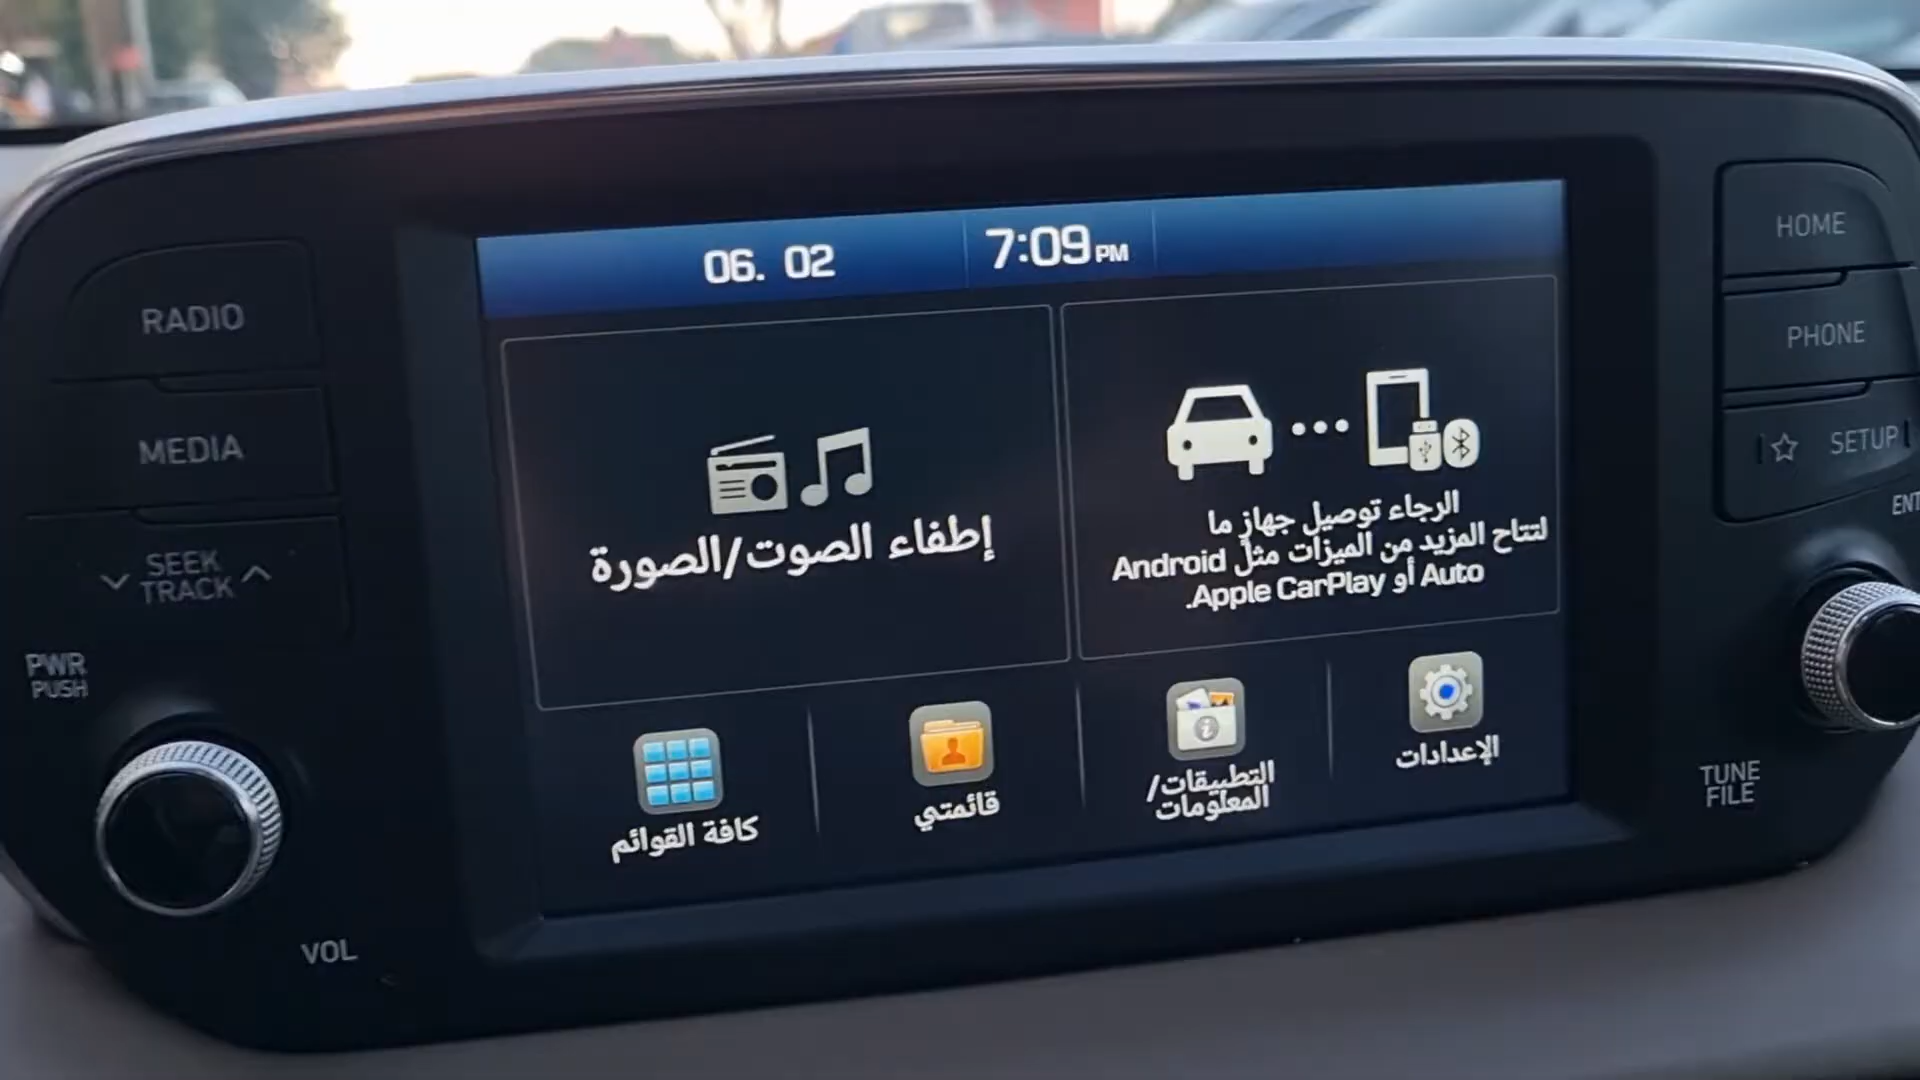 06. 02
7:09 PM
RADIO
MEDIA
SEEK
TRACK
PWR
PUSH
VOL
إطفاء الصوت/الصورة
الرجاء توصيل جهاز ما
لتتاح المزيد من الميزات مثل Android
Auto أو Apple CarPlay.
الإعدادات
التطبيقات/
المعلومات
قائمتي
كافة القوائم
HOME
PHONE
SETUP
TUNE
FILE